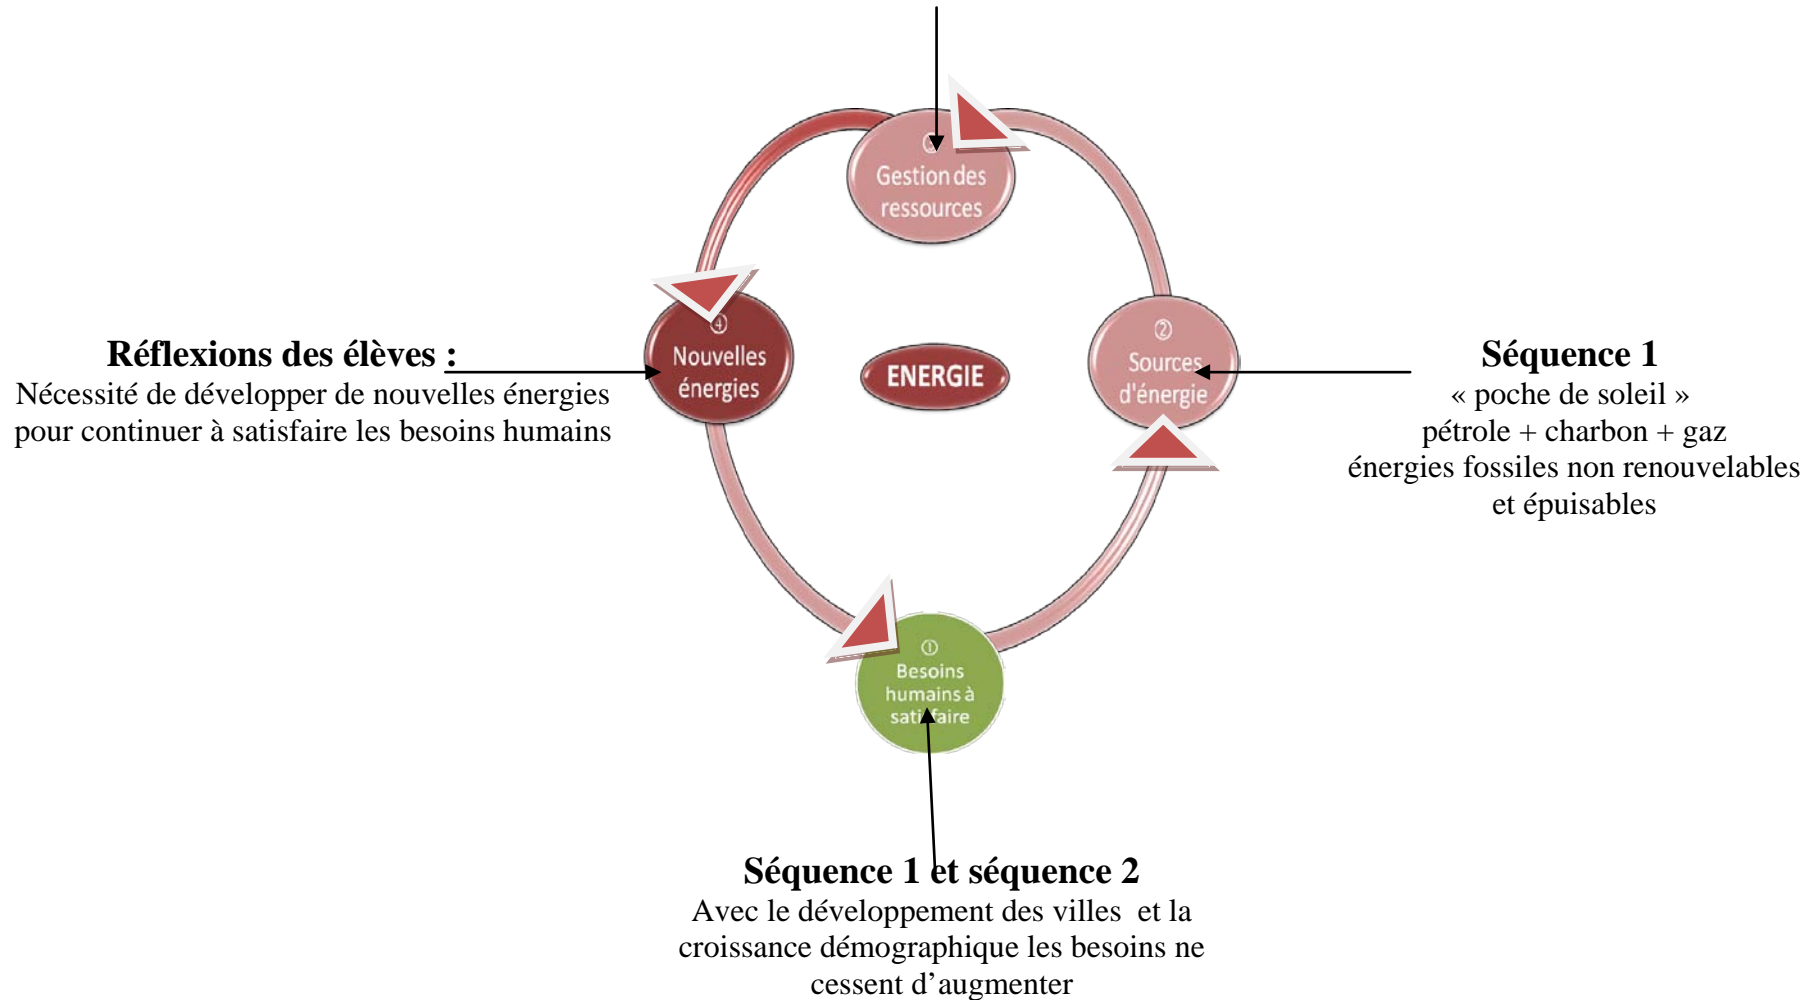 Gestion des
ressources
④
Nouvelles
énergies
ENERGIE
②
Sources
d'énergie
Réflexions des élèves :
Nécessité de développer de nouvelles énergies
pour continuer à satisfaire les besoins humains
Séquence 1
« poche de soleil »
pétrole + charbon + gaz
énergies fossiles non renouvelables
et épuisables
①
Besoins
humains à
satisfaire
Séquence 1 et séquence 2
Avec le développement des villes et la
croissance démographique les besoins ne
cessent d’augmenter